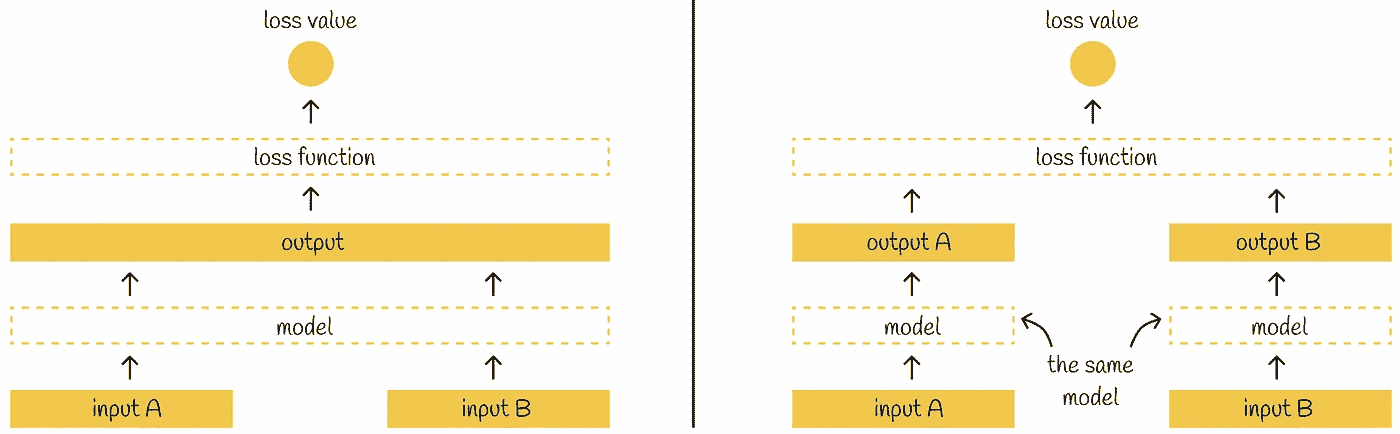 loss value
loss function
output
model
input A
input B
loss value
loss function
output A
output B
model
model
the same
model
input A
input B